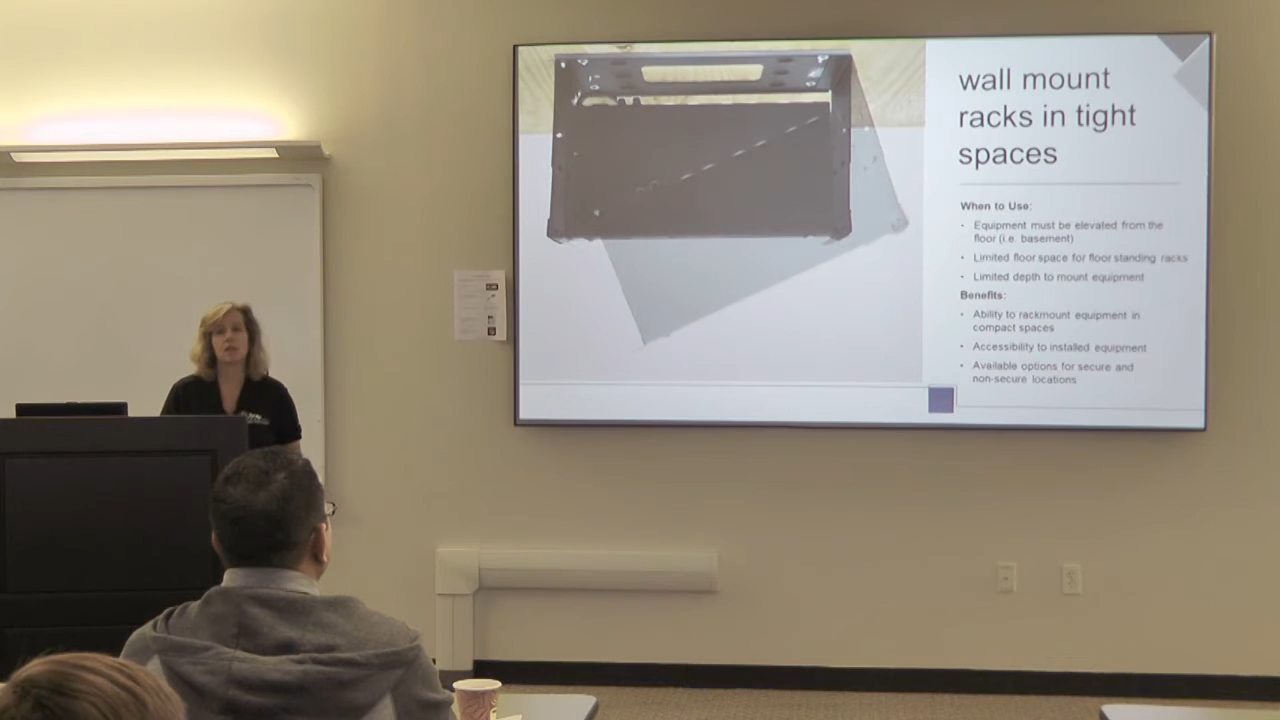 wall mount
racks in tight
spaces
When to Use:
• Equipment must be elevated from the
floor (i.e. basement)
• Limited floor space for floor standing racks
• Limited depth to mount equipment
Benefits:
• Ability to rackmount equipment in
compact spaces
• Accessibility to installed equipment
• Available options for secure and
non-secure locations